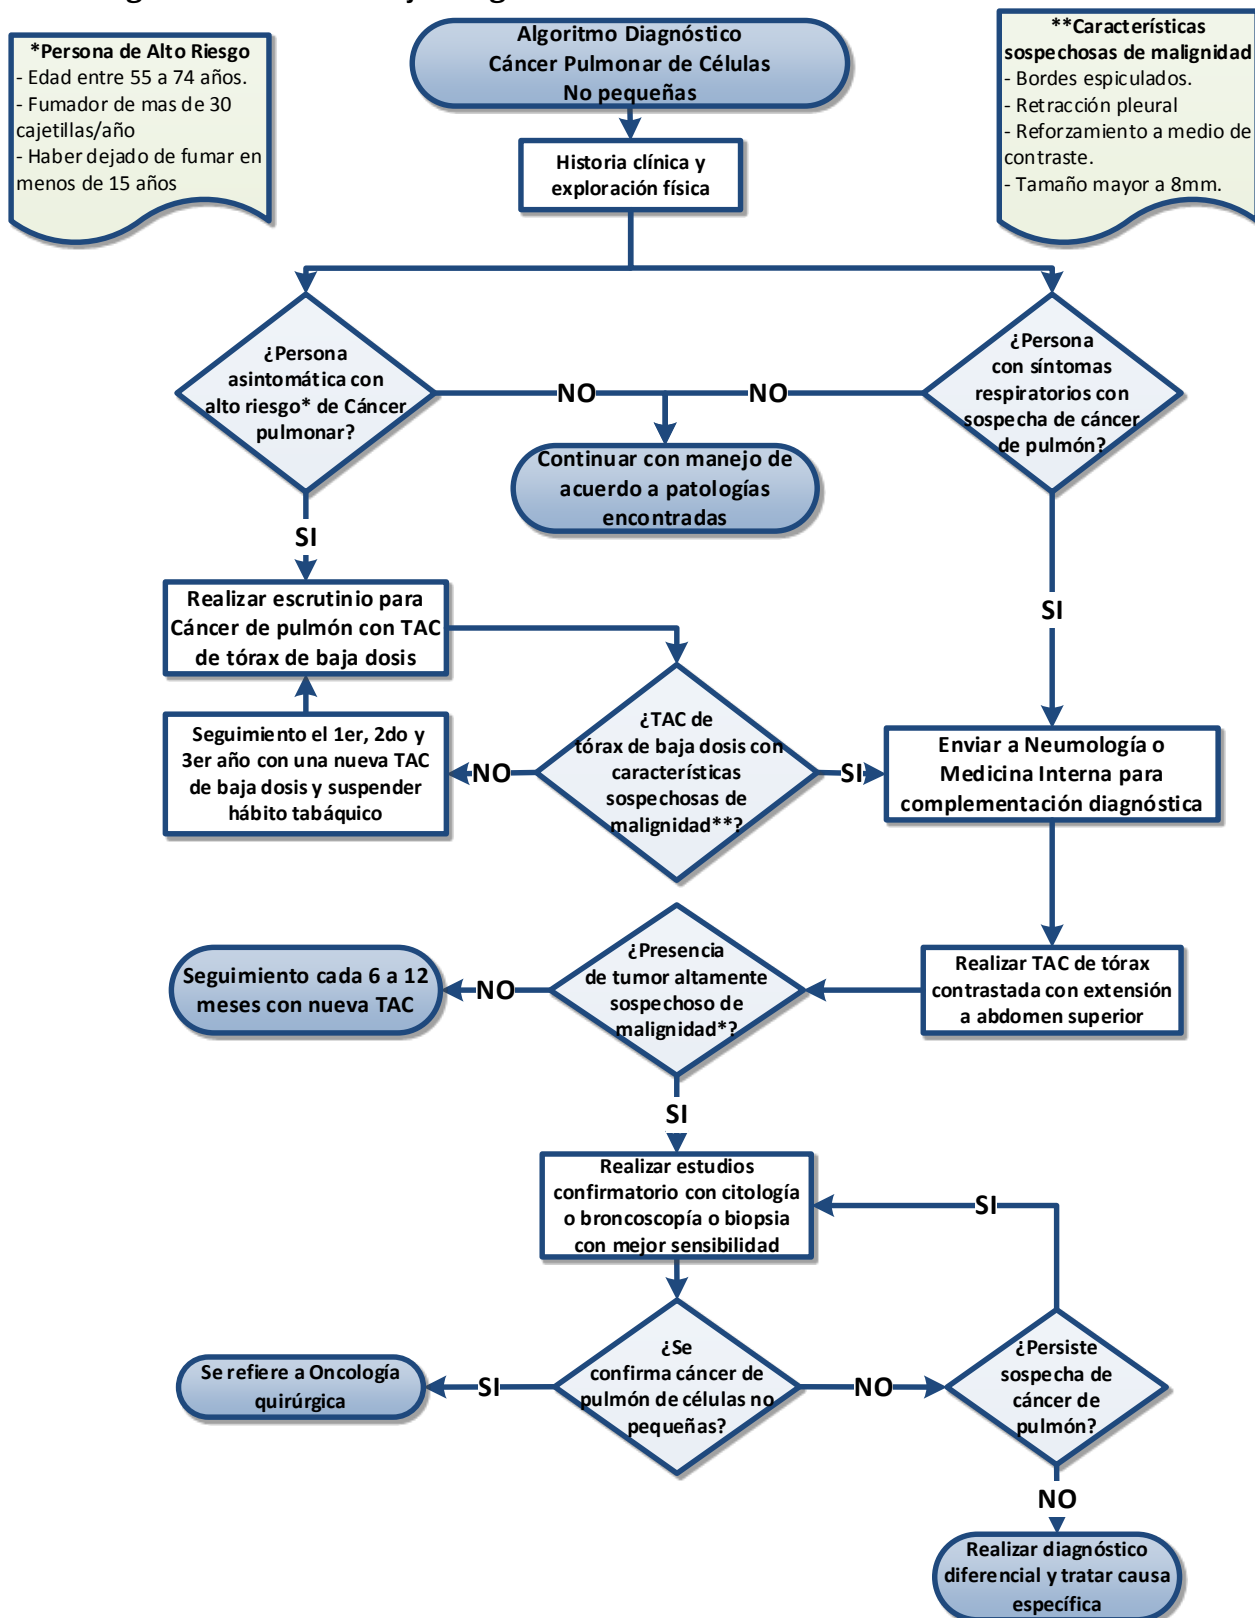 *Persona de Alto Riesgo
- Edad entre 55 a 74 años.
- Fumador de mas de 30
cajetillas/año
- Haber dejado de fumar en
menos de 15 años
Algoritmo Diagnóstico
Cáncer Pulmonar de Células
No pequeñas
**Características
sospechosas de malignidad
- Bordes espiculados.
- Retracción pleural
- Reforzamiento a medio de
contraste.
- Tamaño mayor a 8mm.
Historia clínica y
exploración física
¿Persona
asintomática con
alto riesgo* de Cáncer
pulmonar?
NO
NO
¿Persona
con síntomas
respiratorios con
sospecha de cáncer
de pulmón?
Continuar con manejo de
acuerdo a patologías
encontradas
SI
SI
Realizar escrutinio para
Cáncer de pulmón con TAC
de tórax de baja dosis
Seguimiento el 1er, 2do y
3er año con una nueva TAC
de baja dosis y suspender
hábito tabáquico
NO
¿TAC de
tórax de baja dosis con
características
sospechosas de
malignidad**?
SI
Enviar a Neumología o
Medicina Interna para
complementación diagnóstica
Seguimiento cada 6 a 12
meses con nueva TAC
NO
¿Presencia
de tumor altamente
sospechoso de
malignidad*?
Realizar TAC de tórax
contrastada con extensión
a abdomen superior
SI
Realizar estudios
confirmatorio con citología
o broncoscopía o biopsia
con mejor sensibilidad
SI
Se refiere a Oncología
quirúrgica
SI
¿Se
confirma cáncer de
pulmón de células no
pequeñas?
NO
¿Persiste
sospecha de
cáncer de
pulmón?
NO
Realizar diagnóstico
diferencial y tratar causa
específica